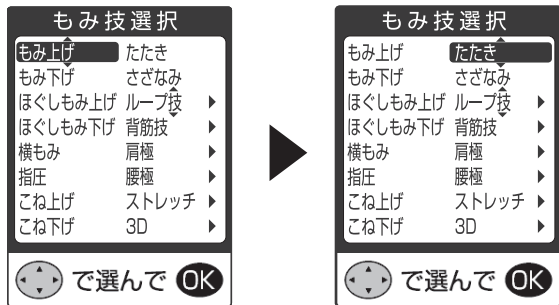 もみ技選択
もみ上げ たたき
もみ下げ さざなみ
ほぐしもみ上げ ループ技
ほぐしもみ下げ 背筋技
横もみ 肩極
指圧 腰極
こね上げ ストレッチ
こね下げ 3D
で選んで OK
もみ技選択
もみ上げ たたき
もみ下げ さざなみ
ほぐしもみ上げ ループ技
ほぐしもみ下げ 背筋技
横もみ 肩極
指圧 腰極
こね上げ ストレッチ
こね下げ 3D
で選んで OK